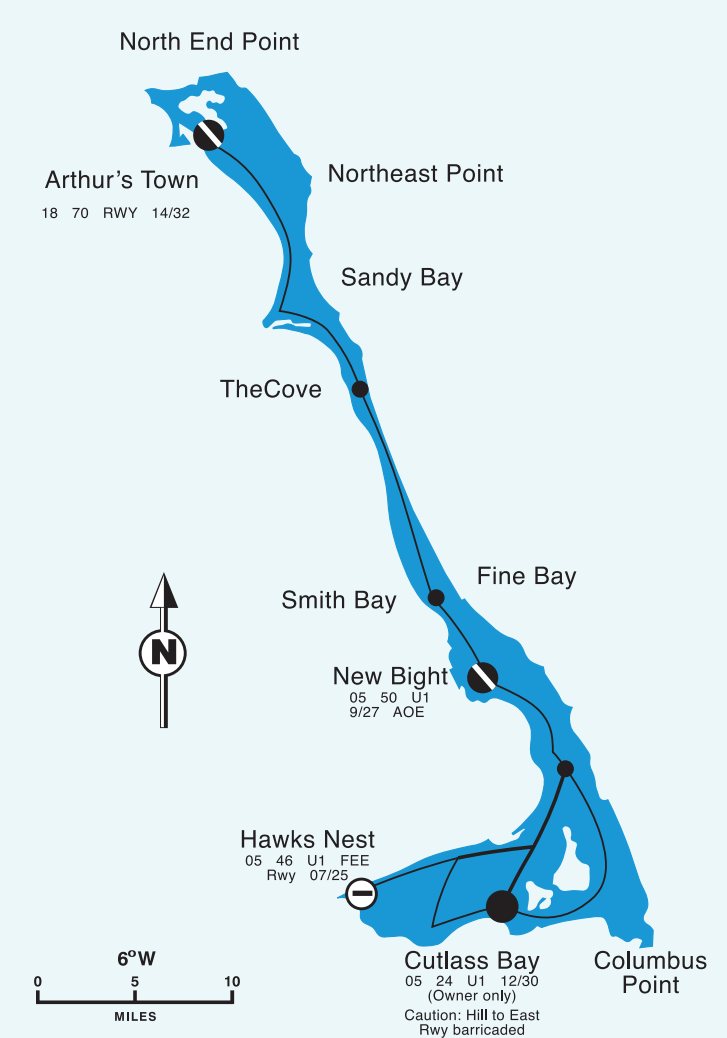 North End Point
Arthur's Town
18 70 RWY 14/32
Northeast Point
Sandy Bay
TheCove
Fine Bay
Smith Bay
N
New Bight
05 50 U1
9/27 AOE
Hawks Nest
05 46 U1 FEE
Rwy 07/25
6°W
0 5 10
MILES
Cutlass Bay
05 24 U1 12/30
(Owner only)
Caution: Hill to East
Rwy barricaded
Columbus
Point